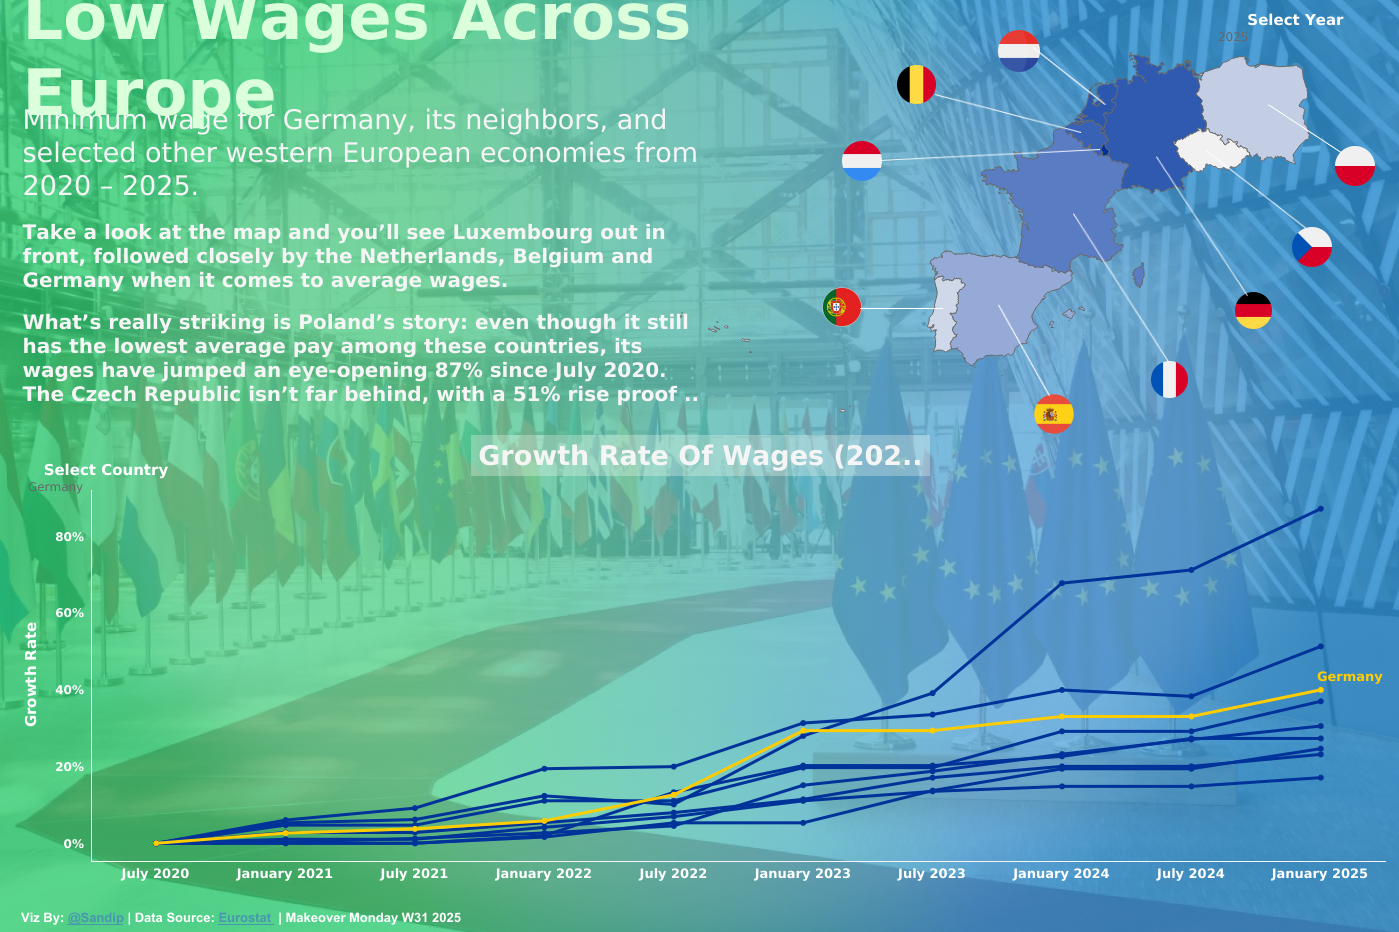 Low Wages Across
Europe
Minimum wage for Germany, its neighbors, and
selected other western European economies from
2020 – 2025.
Take a look at the map and you’ll see Luxembourg out in
front, followed closely by the Netherlands, Belgium and
Germany when it comes to average wages.
What’s really striking is Poland’s story: even though it still
has the lowest average pay among these countries, its
wages have jumped an eye-opening 87% since July 2020.
The Czech Republic isn’t far behind, with a 51% rise proof ..
Select Year
2025
Growth Rate Of Wages (202..
Select Country
Germany
Growth Rate
80%
60%
40%
20%
0%
Germany
July 2020 January 2021 July 2021 January 2022 July 2022 January 2023 July 2023 January 2024 July 2024 January 2025
Viz By: @Sandip | Data Source: Eurostat | Makeover Monday W31 2025